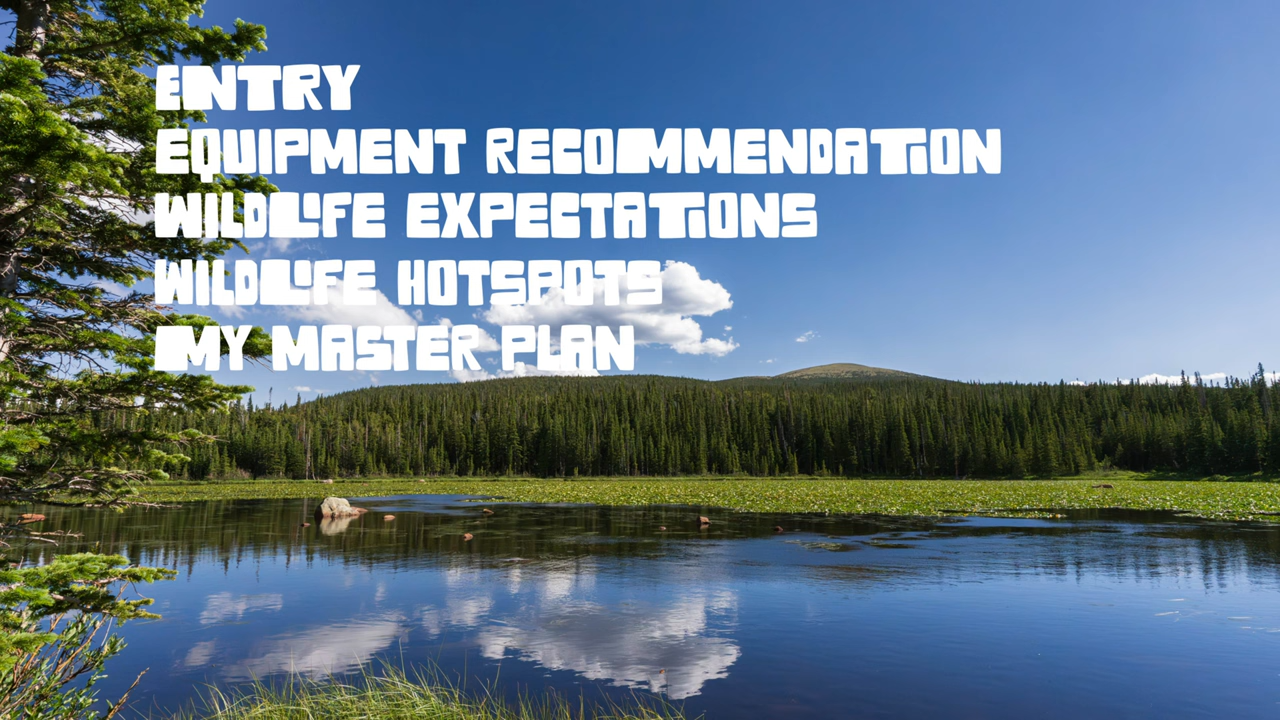 ENTRY
EQUIPMENT RECOMMENDATION
WILDLIFE EXPECTATIONS
WILDLIFE HOTSPOTS
MY MASTER PLAN